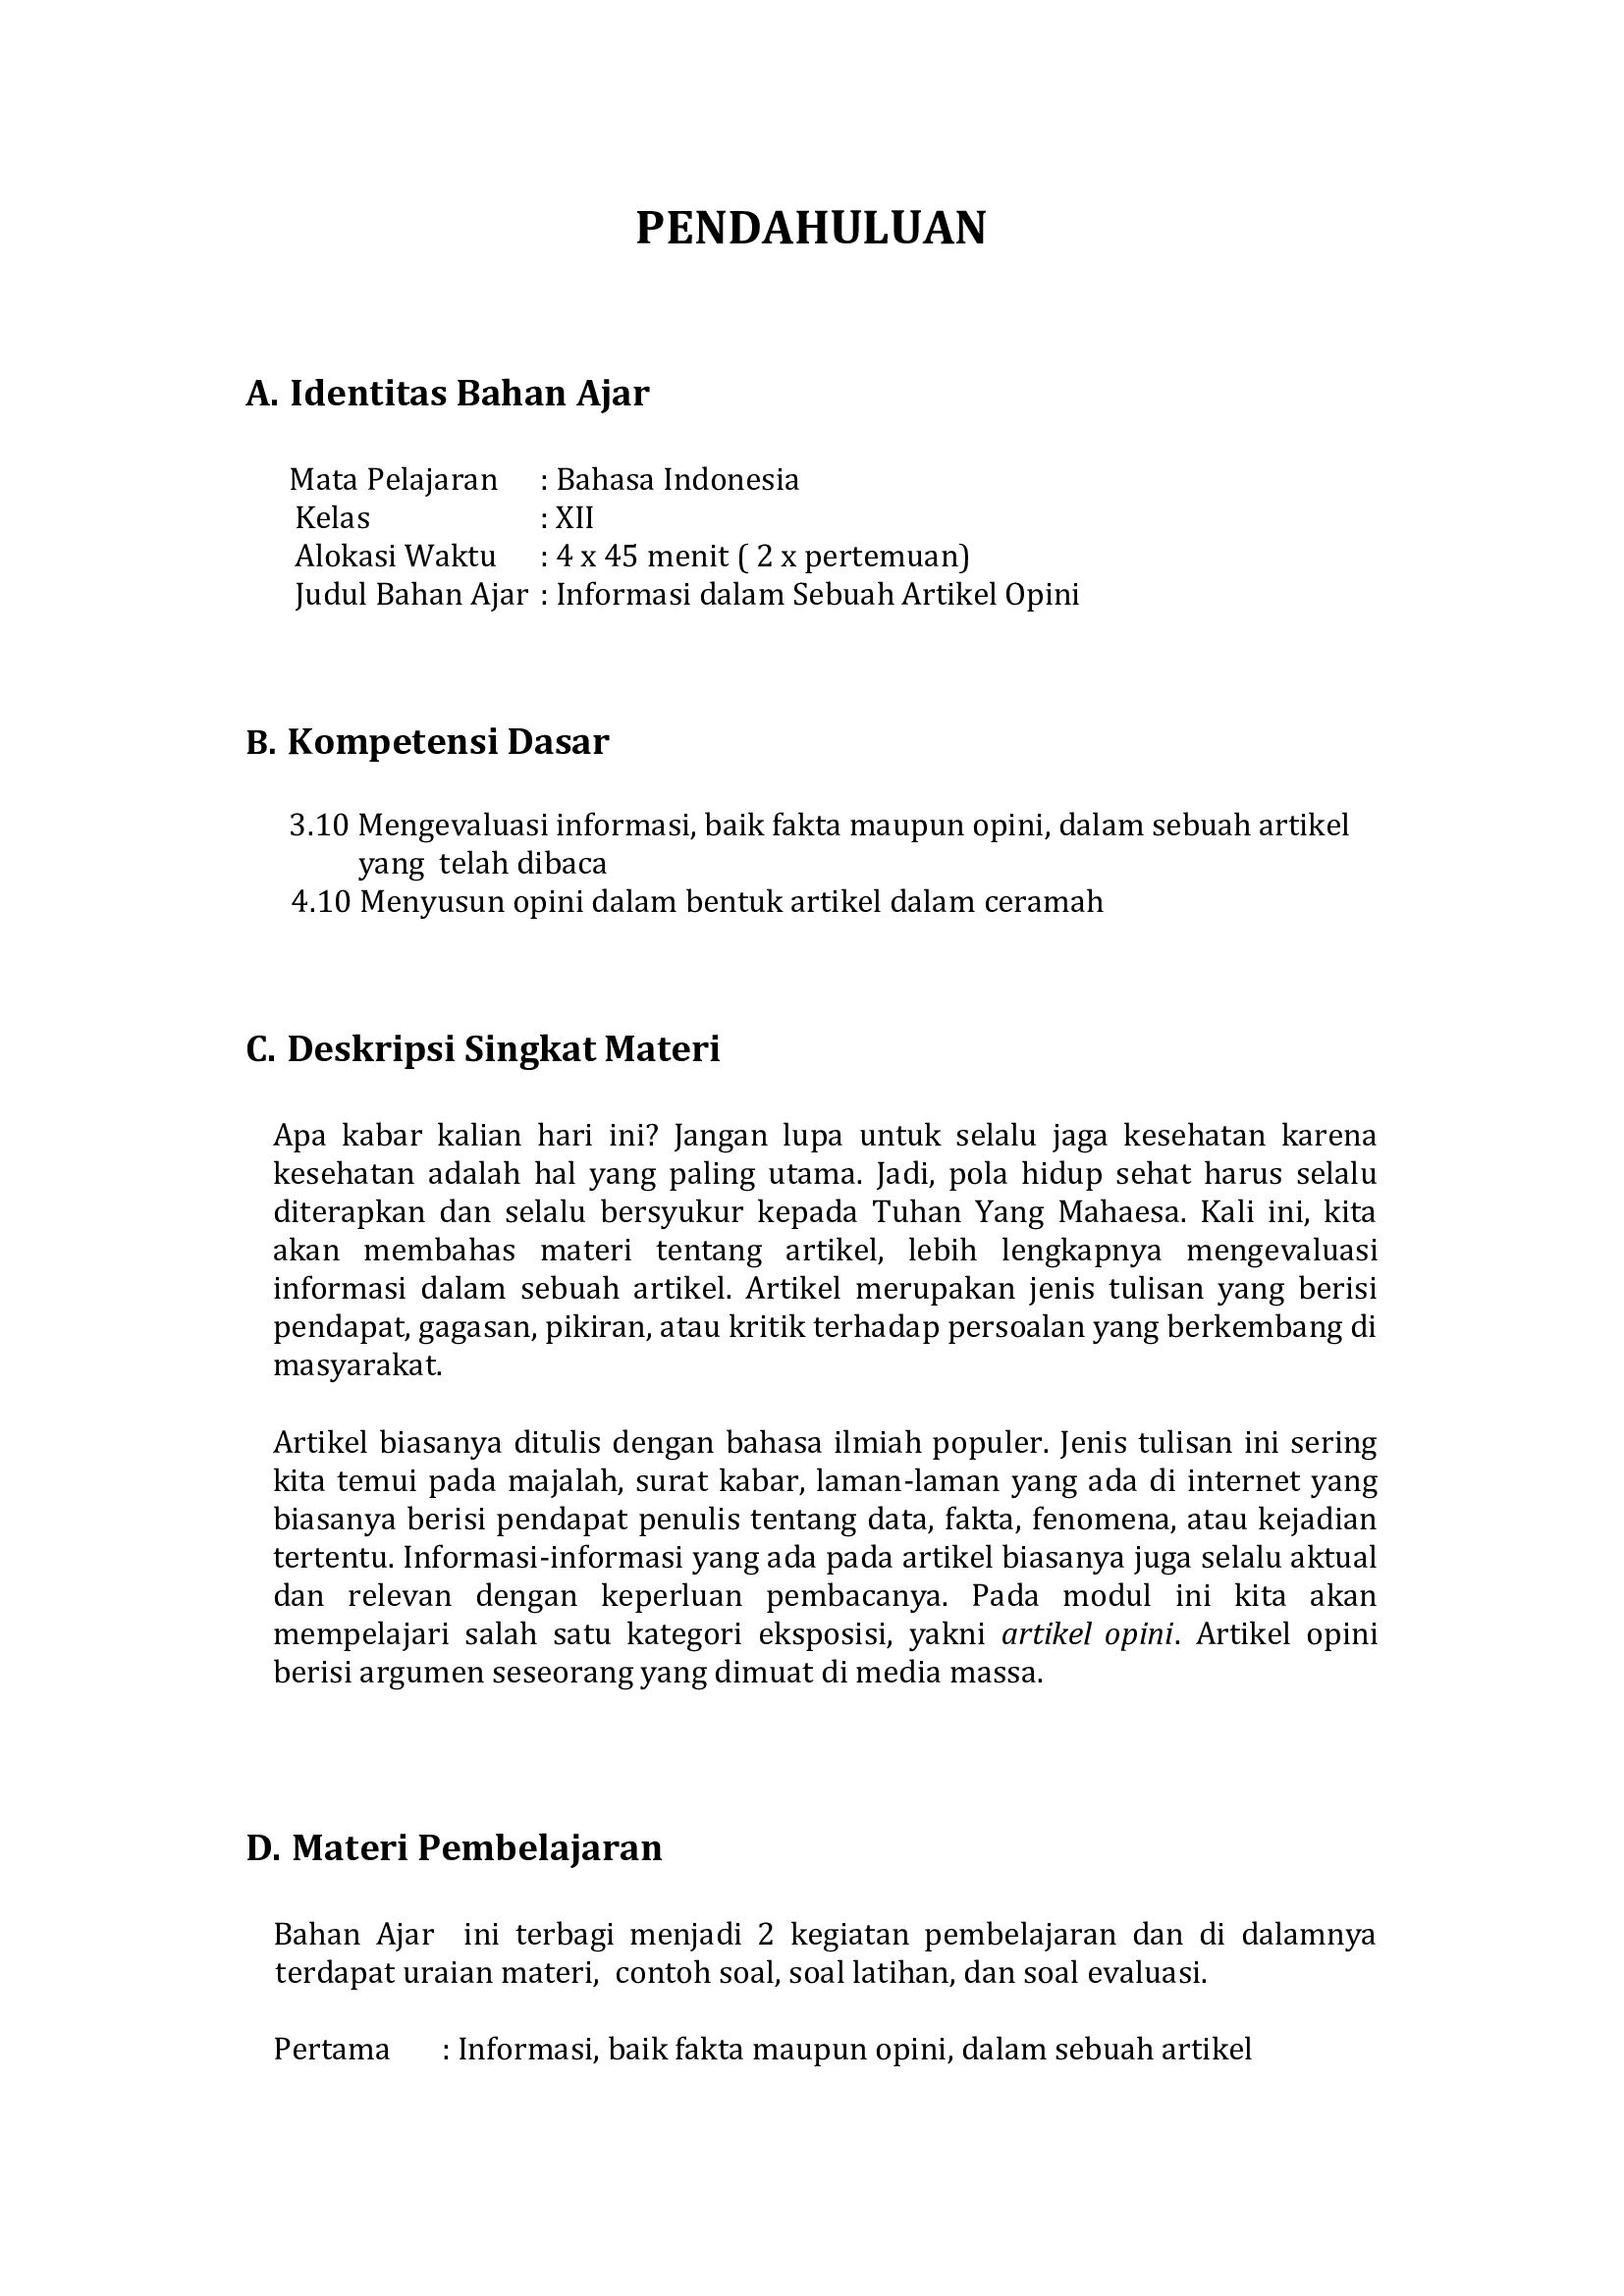 PENDAHULUAN
A. Identitas Bahan Ajar
Mata Pelajaran : Bahasa Indonesia
Kelas : XII
Alokasi Waktu : 4 x 45 menit ( 2 x pertemuan)
Judul Bahan Ajar : Informasi dalam Sebuah Artikel Opini
B. Kompetensi Dasar
3.10 Mengevaluasi informasi, baik fakta maupun opini, dalam sebuah artikel
yang telah dibaca
4.10 Menyusun opini dalam bentuk artikel dalam ceramah
C. Deskripsi Singkat Materi
Apa kabar kalian hari ini? Jangan lupa untuk selalu jaga kesehatan karena
kesehatan adalah hal yang paling utama. Jadi, pola hidup sehat harus selalu
diterapkan dan selalu bersyukur kepada Tuhan Yang Mahaesa. Kali ini, kita
akan membahas materi tentang artikel, lebih lengkapnya mengevaluasi
informasi dalam sebuah artikel. Artikel merupakan jenis tulisan yang berisi
pendapat, gagasan, pikiran, atau kritik terhadap persoalan yang berkembang di
masyarakat.
Artikel biasanya ditulis dengan bahasa ilmiah populer. Jenis tulisan ini sering
kita temui pada majalah, surat kabar, laman-laman yang ada di internet yang
biasanya berisi pendapat penulis tentang data, fakta, fenomena, atau kejadian
tertentu. Informasi-informasi yang ada pada artikel biasanya juga selalu aktual
dan relevan dengan keperluan pembacanya. Pada modul ini kita akan
mempelajari salah satu kategori eksposisi, yakni artikel opini. Artikel opini
berisi argumen seseorang yang dimuat di media massa.
D. Materi Pembelajaran
Bahan Ajar ini terbagi menjadi 2 kegiatan pembelajaran dan di dalamnya
terdapat uraian materi, contoh soal, soal latihan, dan soal evaluasi.
Pertama : Informasi, baik fakta maupun opini, dalam sebuah artikel